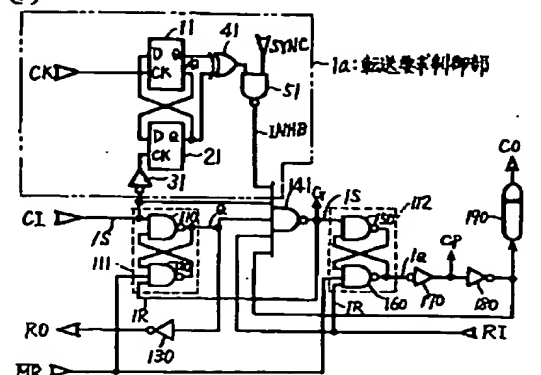 11
41
SYNC
D Q
Q
CK
CK
51
1a:転送要求制御部
INHB
D Q
CK
21
31
141
G
1S
112
CO
CI
1S
110
Q
150
CP
190
111
1Q
1R
160
170
180
1R
RO
130
RI
MR